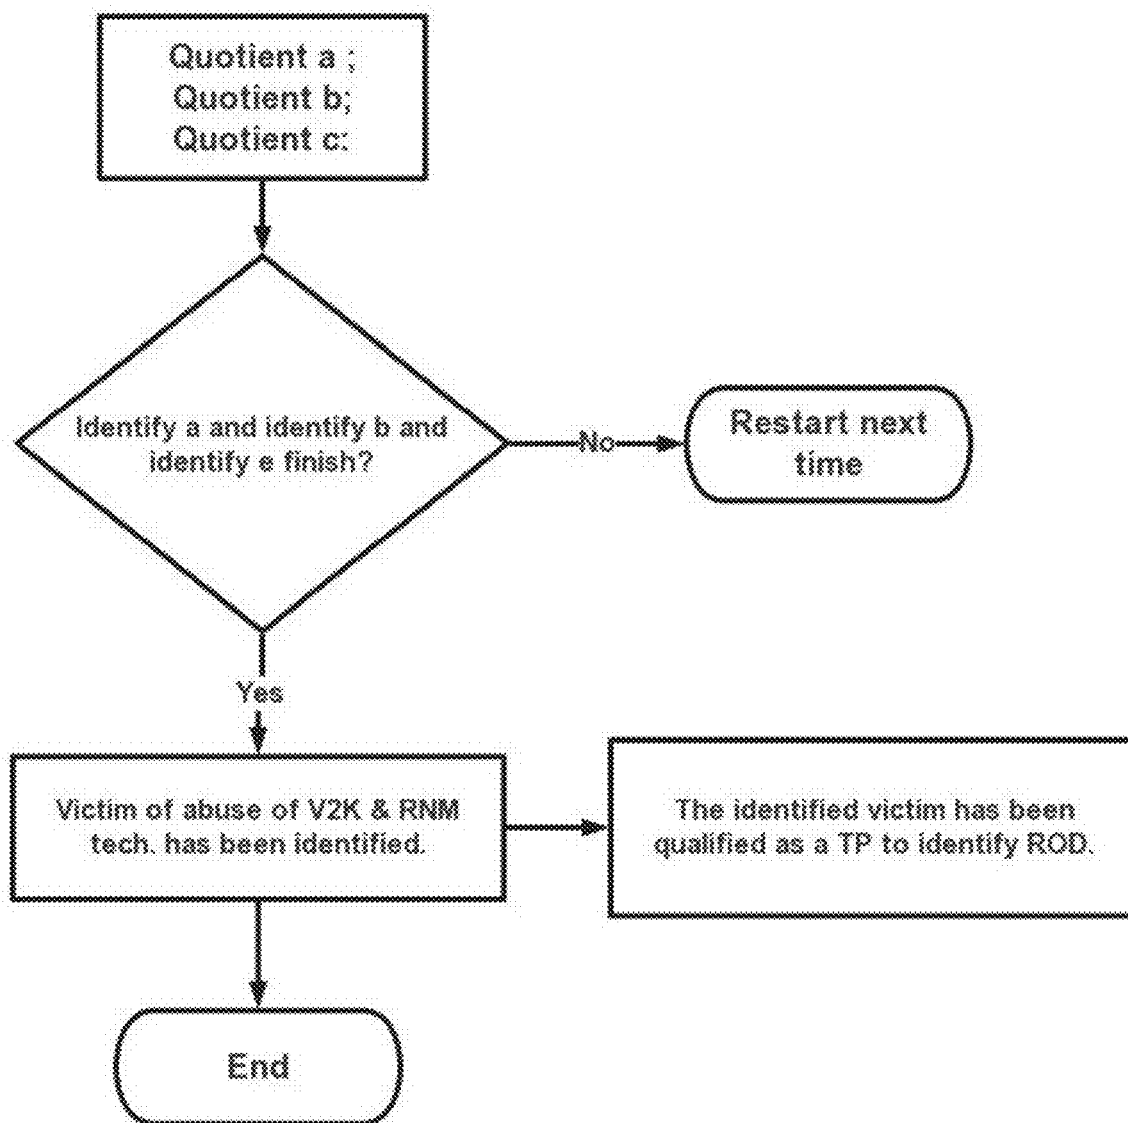 Quotient a ;
Quotient b;
Quotient c:
Identify a and identify b and
identify e finish?
No
Restart next
time
Yes
Victim of abuse of V2K & RNM
tech. has been identified.
The identified victim has been
qualified as a TP to identify ROD.
End